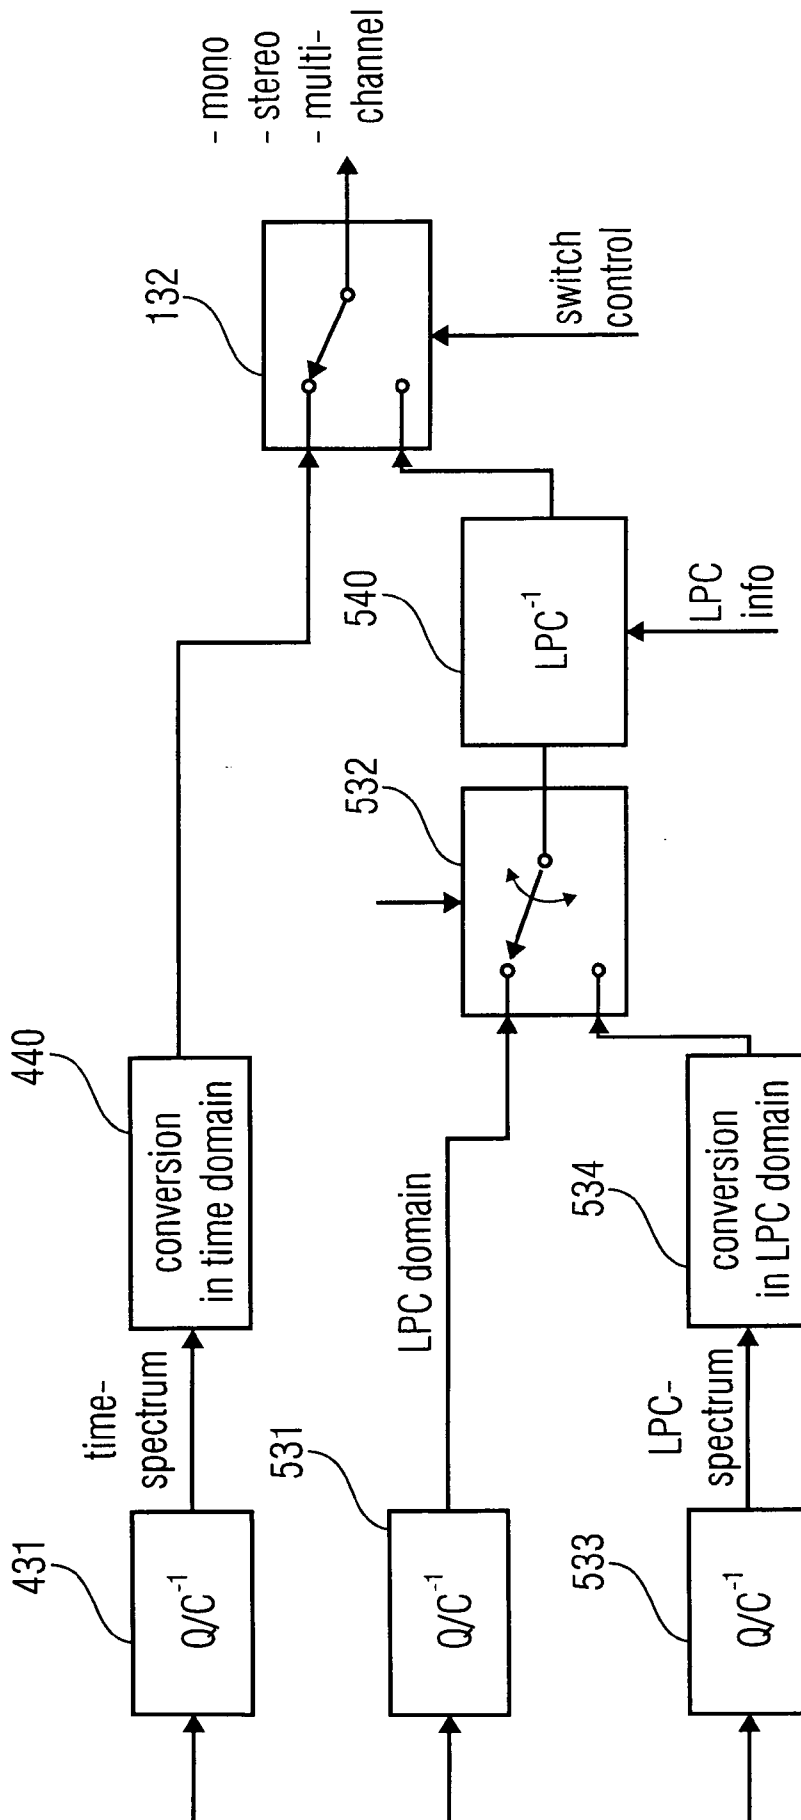 431
Q/C⁻¹
time-
spectrum
440
conversion
in time domain
132
- mono
- stereo
- multi-
channel
switch
control
531
Q/C⁻¹
LPC domain
532
540
LPC⁻¹
LPC
info
533
Q/C⁻¹
LPC-
spectrum
534
conversion
in LPC domain